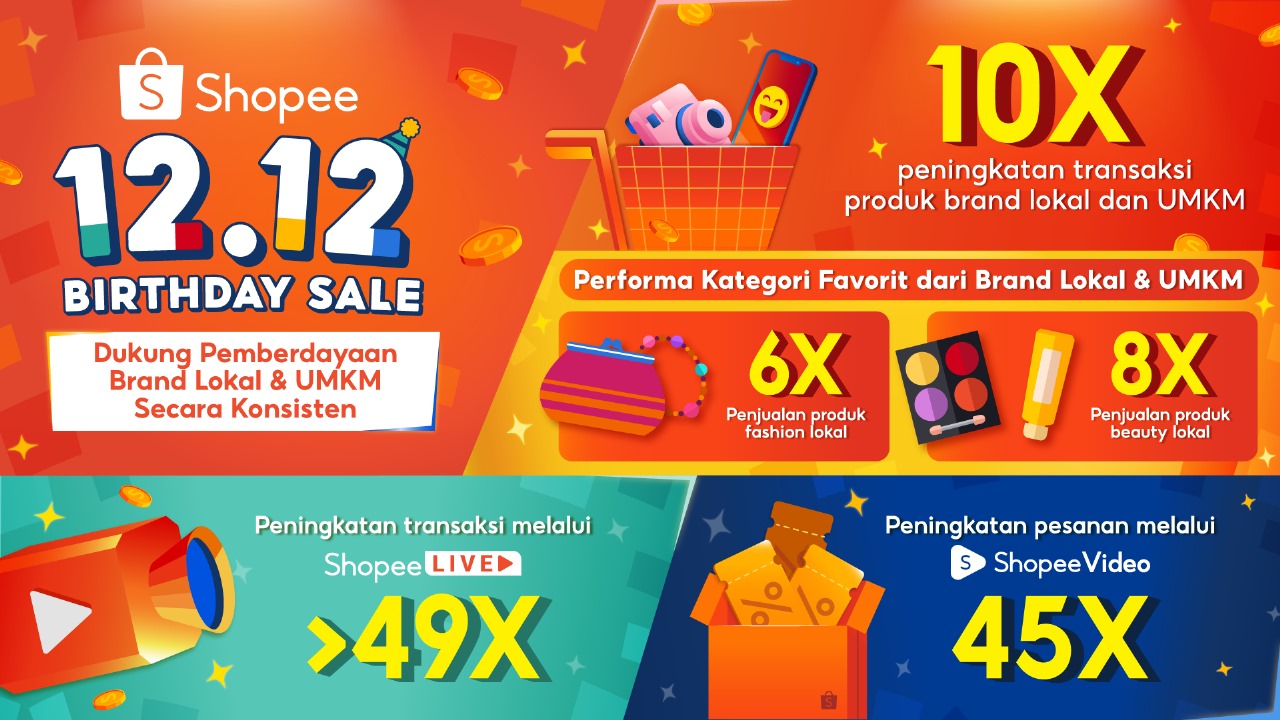 Shopee
12.12
BIRTHDAY SALE
Dukung Pemberdayaan
Brand Lokal & UMKM
Secara Konsisten
10X
peningkatan transaksi
produk brand lokal dan UMKM
Performa Kategori Favorit dari Brand Lokal & UMKM
6X
Penjualan produk
fashion lokal
8X
Penjualan produk
beauty lokal
Peningkatan transaksi melalui
Shopee LIVE
>49X
Peningkatan pesanan melalui
ShopeeVideo
45X